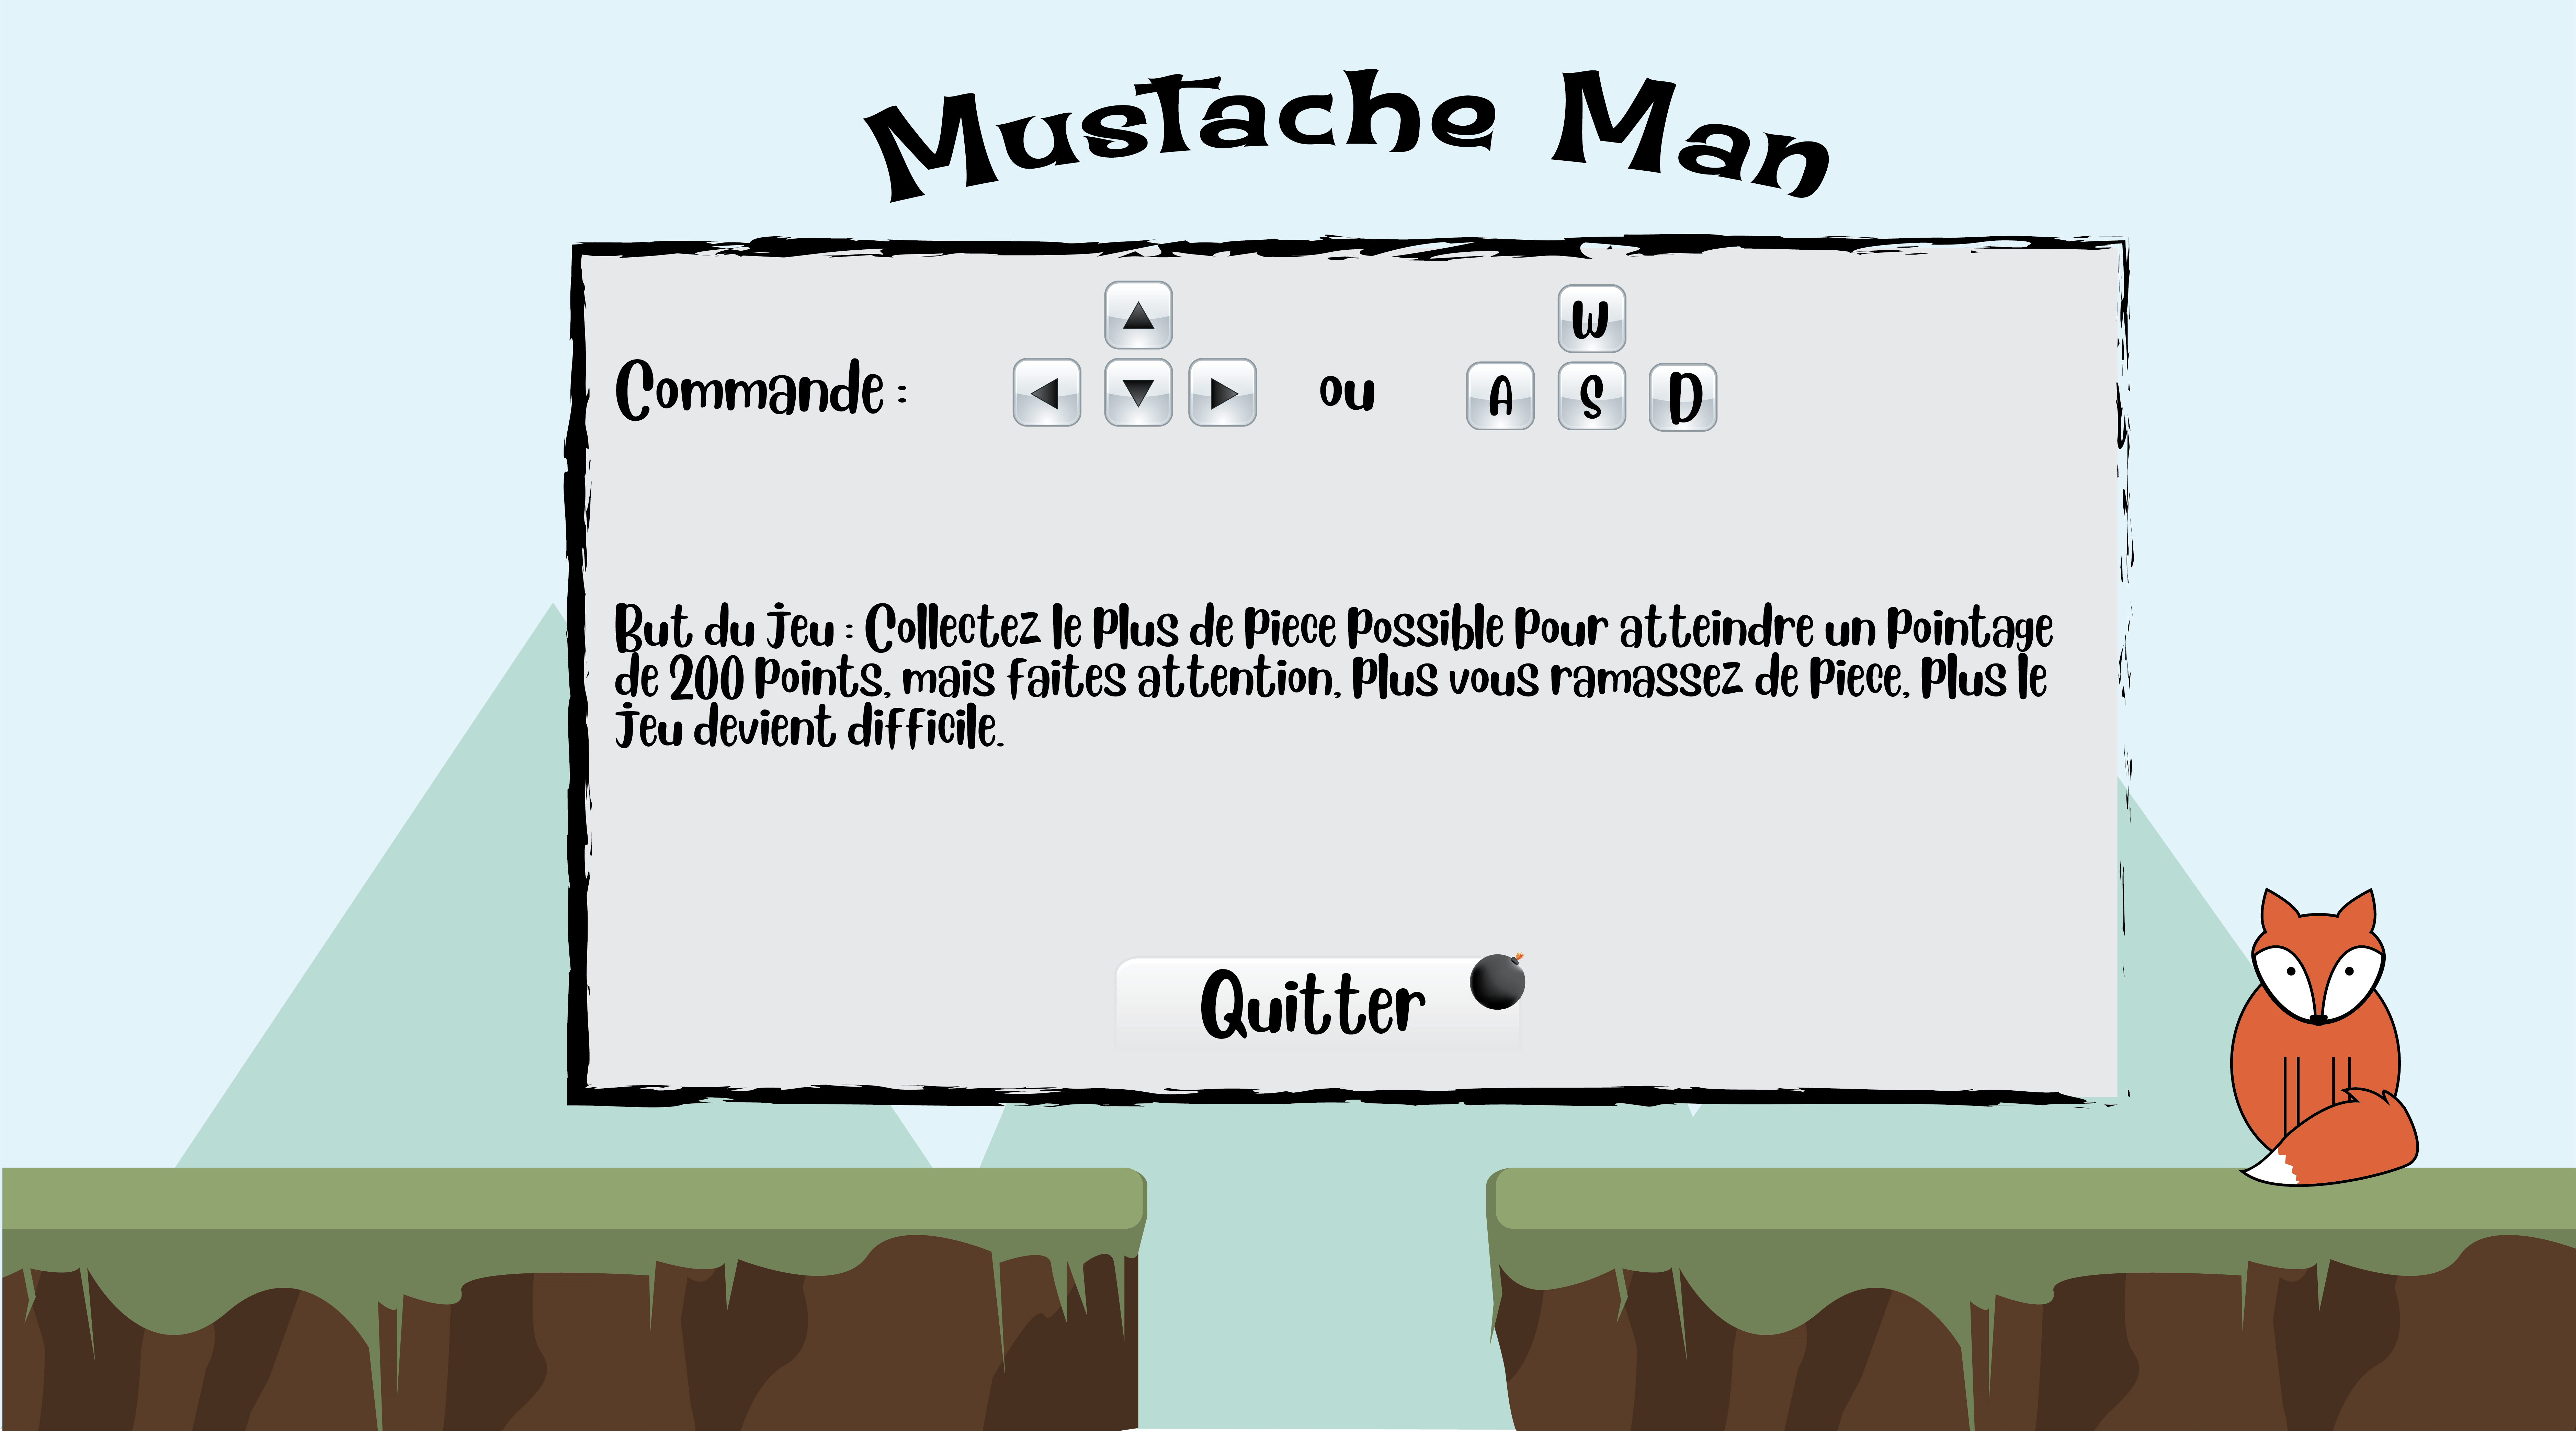 Mustache Man
W
Commande : ou A S D
But du jeu : Collectez le plus de piece possible pour atteindre un pointage
de 200 points, mais faites attention, plus vous ramassez de piece, plus le
jeu devient difficile.
Quitter